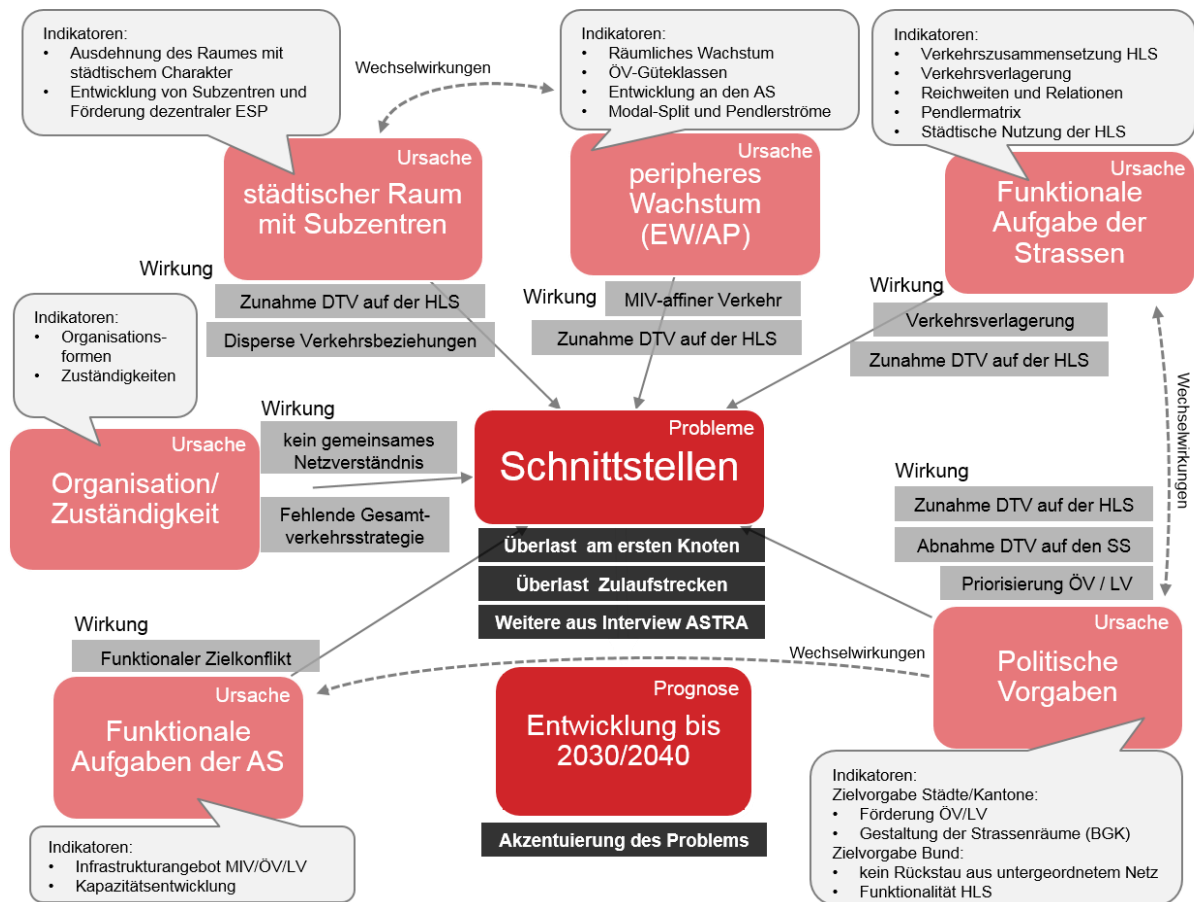 Indikatoren:
• Ausdehnung des Raumes mit
städtischem Charakter
• Entwicklung von Subzentren und
Förderung dezentraler ESP
Wechselwirkungen
Indikatoren:
• Räumliches Wachstum
• ÖV-Güteklassen
• Entwicklung an den AS
• Modal-Split und Pendlerströme
Indikatoren:
• Verkehrszusammensetzung HLS
• Verkehrsverlagerung
• Reichweiten und Relationen
• Pendlermatrix
• Städtische Nutzung der HLS
Ursache
städtischer Raum
mit Subzentren
Ursache
peripheres
Wachstum
(EW/AP)
Ursache
Funktionale
Aufgabe der
Strassen
Wirkung
Zunahme DTV auf der HLS
Disperse Verkehrsbeziehungen
Wirkung
MIV-affiner Verkehr
Zunahme DTV auf der HLS
Wirkung
Verkehrsverlagerung
Zunahme DTV auf der HLS
Indikatoren:
• Organisations-
formen
• Zuständigkeiten
Ursache
Organisation/
Zuständigkeit
Wirkung
kein gemeinsames
Netzverständnis
Fehlende Gesamt-
verkehrsstrategie
Probleme
Schnittstellen
Überlast am ersten Knoten
Überlast Zulaufstrecken
Weitere aus Interview ASTRA
Wechselwirkungen
Wirkung
Zunahme DTV auf der HLS
Abnahme DTV auf den SS
Priorisierung ÖV / LV
Ursache
Politische
Vorgaben
Wirkung
Funktionaler Zielkonflikt
Ursache
Funktionale
Aufgaben der AS
Wechselwirkungen
Prognose
Entwicklung bis
2030/2040
Akzentuierung des Problems
Indikatoren:
• Infrastrukturangebot MIV/ÖV/LV
• Kapazitätsentwicklung
Indikatoren:
Zielvorgabe Städte/Kantone:
• Förderung ÖV/LV
• Gestaltung der Strassenräume (BGK)
Zielvorgabe Bund:
• kein Rückstau aus untergeordnetem Netz
• Funktionalität HLS